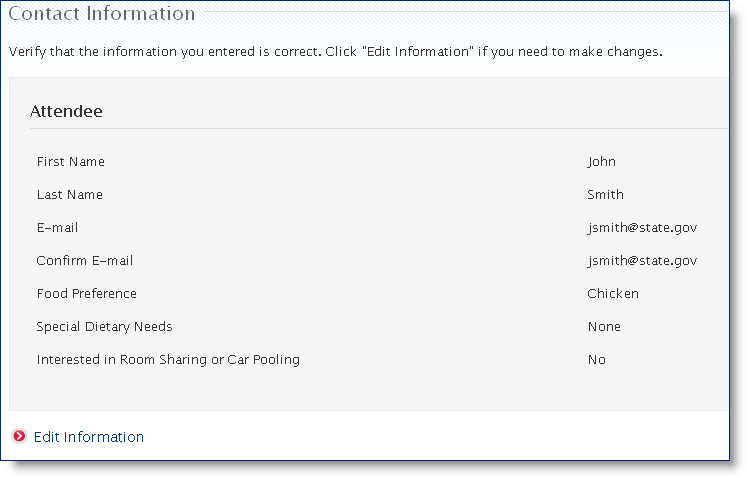 Contact Information
Verify that the information you entered is correct. Click "Edit Information" if you need to make changes.
Attendee
First Name John
Last Name Smith
E-mail jsmith@state.gov
Confirm E-mail jsmith@state.gov
Food Preference Chicken
Special Dietary Needs None
Interested in Room Sharing or Car Pooling No
Edit Information